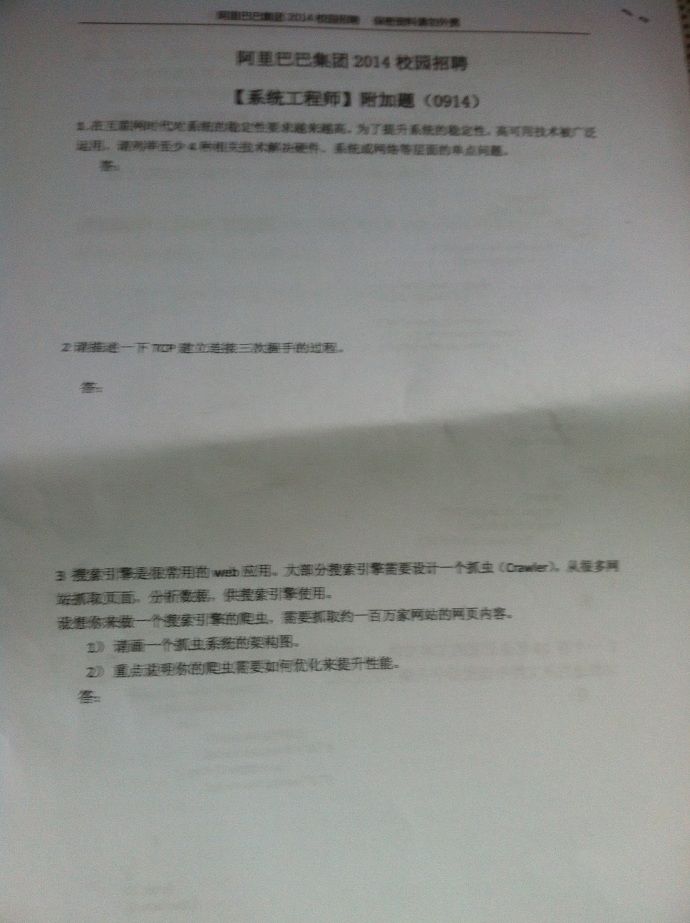 阿里巴巴集团 2014 校园招聘 保密资料请勿外携
阿里巴巴集团 2014 校园招聘
【系统工程师】附加题（0914）
1. 在互联网时代对系统的稳定性要求越来越高，为了提升系统的稳定性，高可用技术被广泛
运用，请列举至少 4 种相关技术解决硬件、系统或网络等层面的单点问题。
答：
2 请描述一下 TCP 建立连接三次握手的过程。
答：
3) 搜索引擎是很常用的 web 应用。大部分搜索引擎需要设计一个抓虫（Crawler），从很多网
站抓取页面，分析数据，供搜索引擎使用。
设想你来做一个搜索引擎的爬虫，需要抓取约一百万家网站的网页内容。
1） 请画一个抓虫系统的架构图。
2） 重点说明你的爬虫需要如何优化来提升性能。
答：